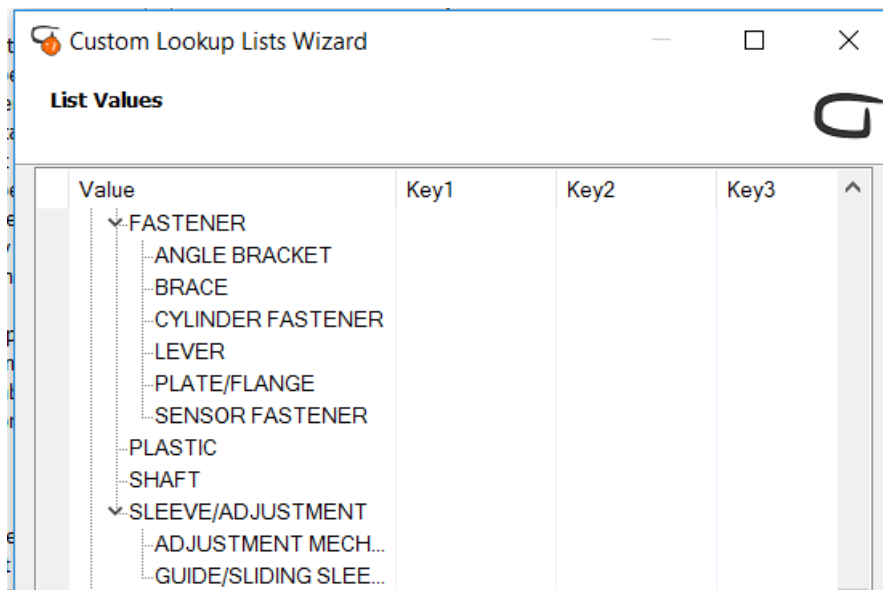 Custom Lookup Lists Wizard
List Values
Value Key1 Key2 Key3
FASTENER
ANGLE BRACKET
BRACE
CYLINDER FASTENER
LEVER
PLATE/FLANGE
SENSOR FASTENER
PLASTIC
SHAFT
SLEEVE/ADJUSTMENT
ADJUSTMENT MECH...
GUIDE/SLIDING SLEE...